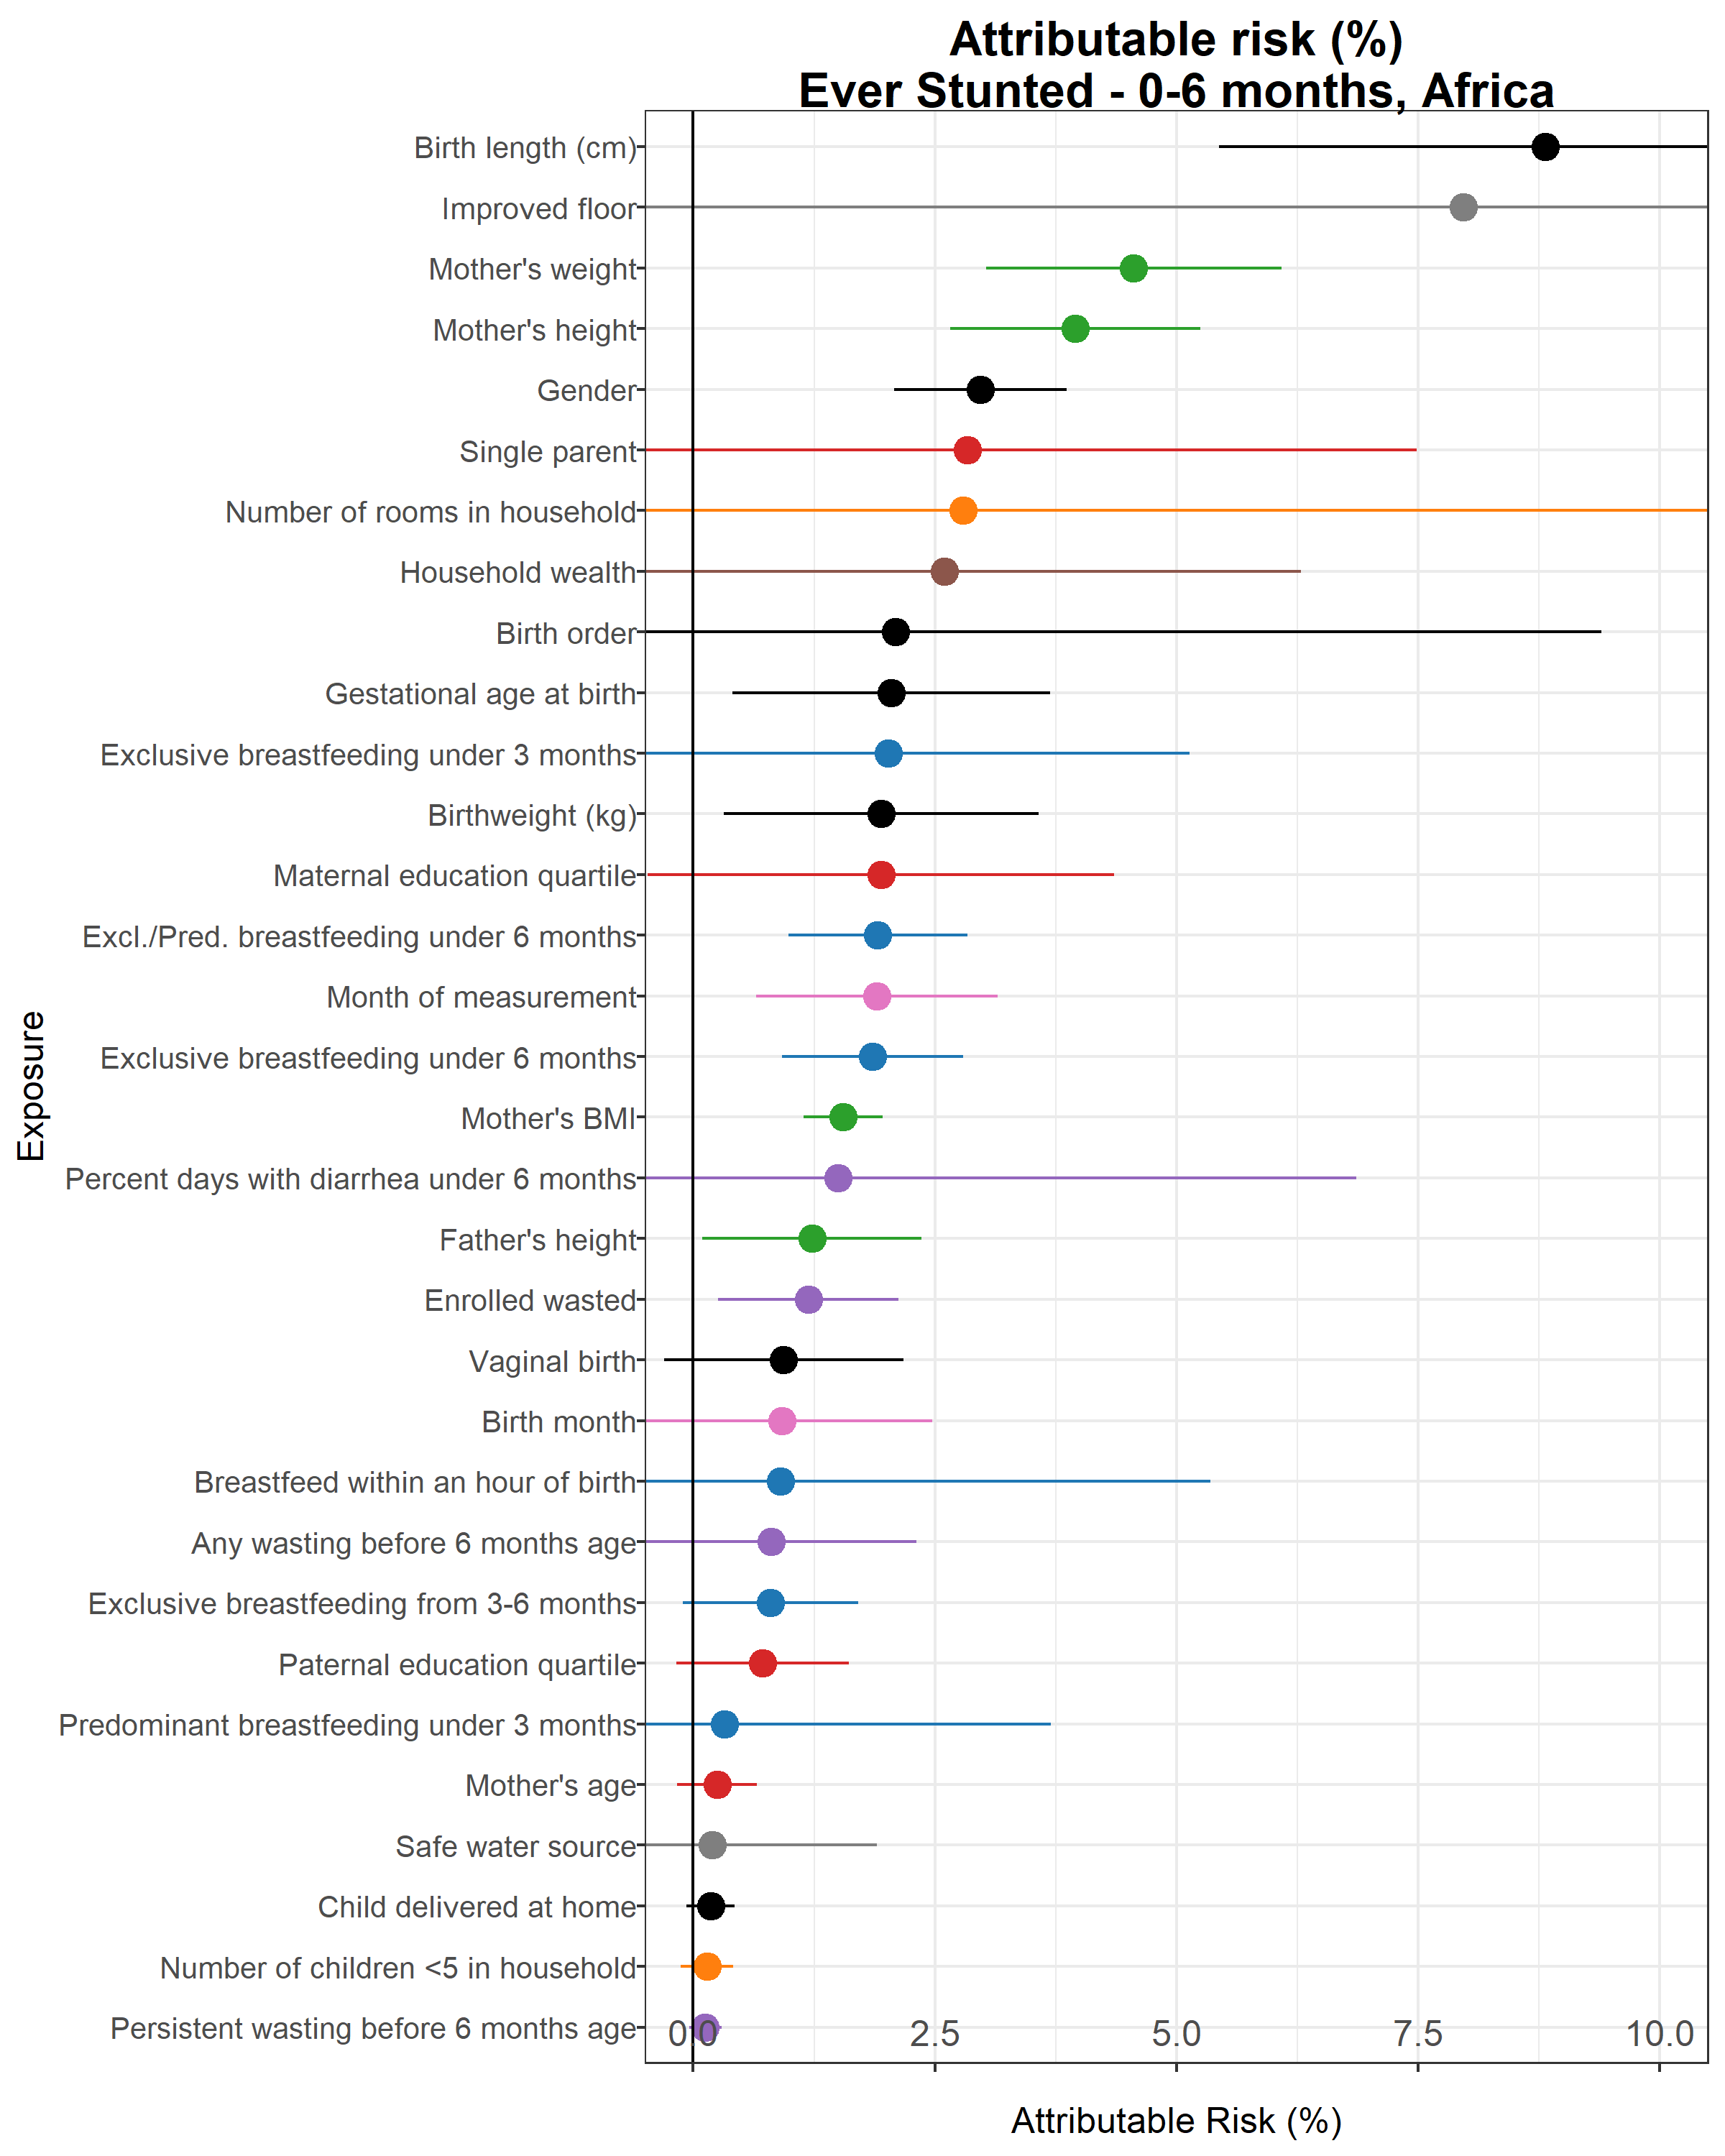 Attributable risk (%)
Ever Stunted - 0-6 months, Africa
Birth length (cm)
Improved floor
Mother's weight
Mother's height
Gender
Single parent
Number of rooms in household
Household wealth
Birth order
Gestational age at birth
Exclusive breastfeeding under 3 months
Birthweight (kg)
Maternal education quartile
Excl./Pred. breastfeeding under 6 months
Month of measurement
Exclusive breastfeeding under 6 months
Mother's BMI
Percent days with diarrhea under 6 months
Father's height
Enrolled wasted
Vaginal birth
Birth month
Breastfeed within an hour of birth
Any wasting before 6 months age
Exclusive breastfeeding from 3-6 months
Paternal education quartile
Predominant breastfeeding under 3 months
Mother's age
Safe water source
Child delivered at home
Number of children <5 in household
Persistent wasting before 6 months age
Exposure
0.0 2.5 5.0 7.5 10.0
Attributable Risk (%)